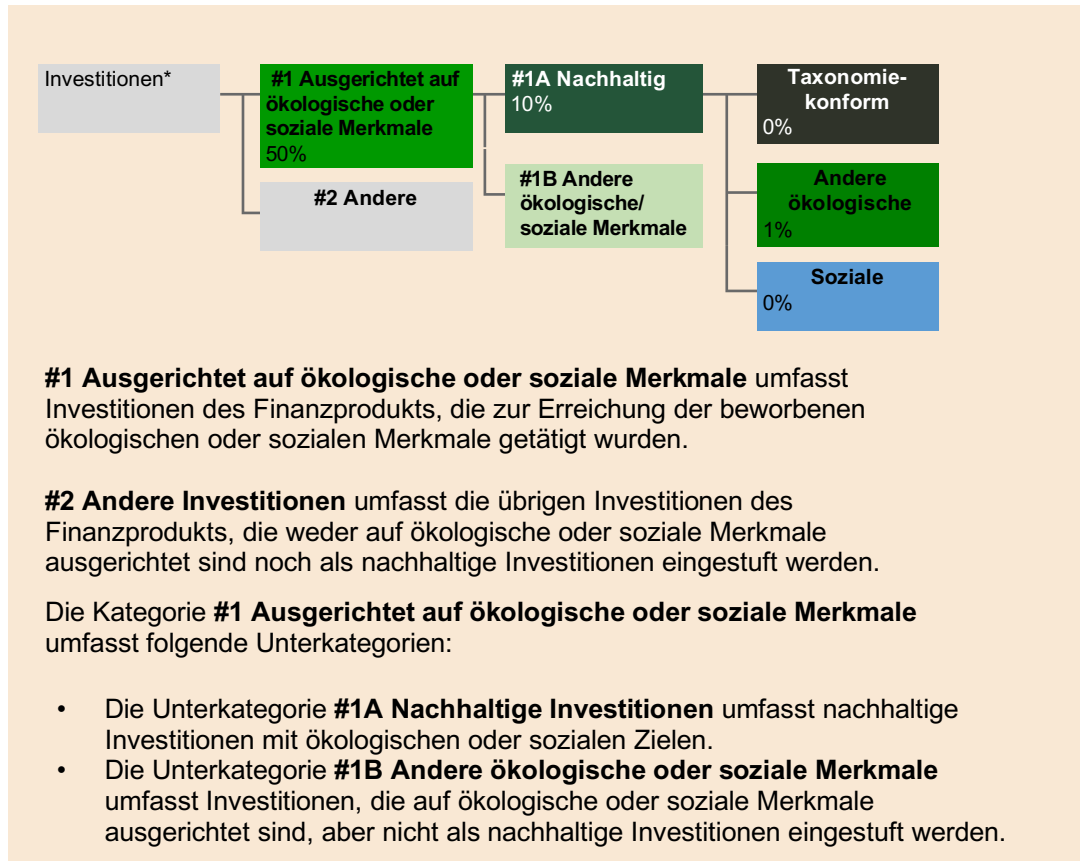 Investitionen*
#1 Ausgerichtet auf
ökologische oder
soziale Merkmale
50%
#2 Andere
#1A Nachhaltig
10%
#1B Andere
ökologische/
soziale Merkmale
Taxonomie-
konform
0%
Andere
ökologische
1%
Soziale
0%
#1 Ausgerichtet auf ökologische oder soziale Merkmale umfasst
Investitionen des Finanzprodukts, die zur Erreichung der beworbenen
ökologischen oder sozialen Merkmale getätigt wurden.
#2 Andere Investitionen umfasst die übrigen Investitionen des
Finanzprodukts, die weder auf ökologische oder soziale Merkmale
ausgerichtet sind noch als nachhaltige Investitionen eingestuft werden.
Die Kategorie #1 Ausgerichtet auf ökologische oder soziale Merkmale
umfasst folgende Unterkategorien:
• Die Unterkategorie #1A Nachhaltige Investitionen umfasst nachhaltige
Investitionen mit ökologischen oder sozialen Zielen.
• Die Unterkategorie #1B Andere ökologische oder soziale Merkmale
umfasst Investitionen, die auf ökologische oder soziale Merkmale
ausgerichtet sind, aber nicht als nachhaltige Investitionen eingestuft werden.